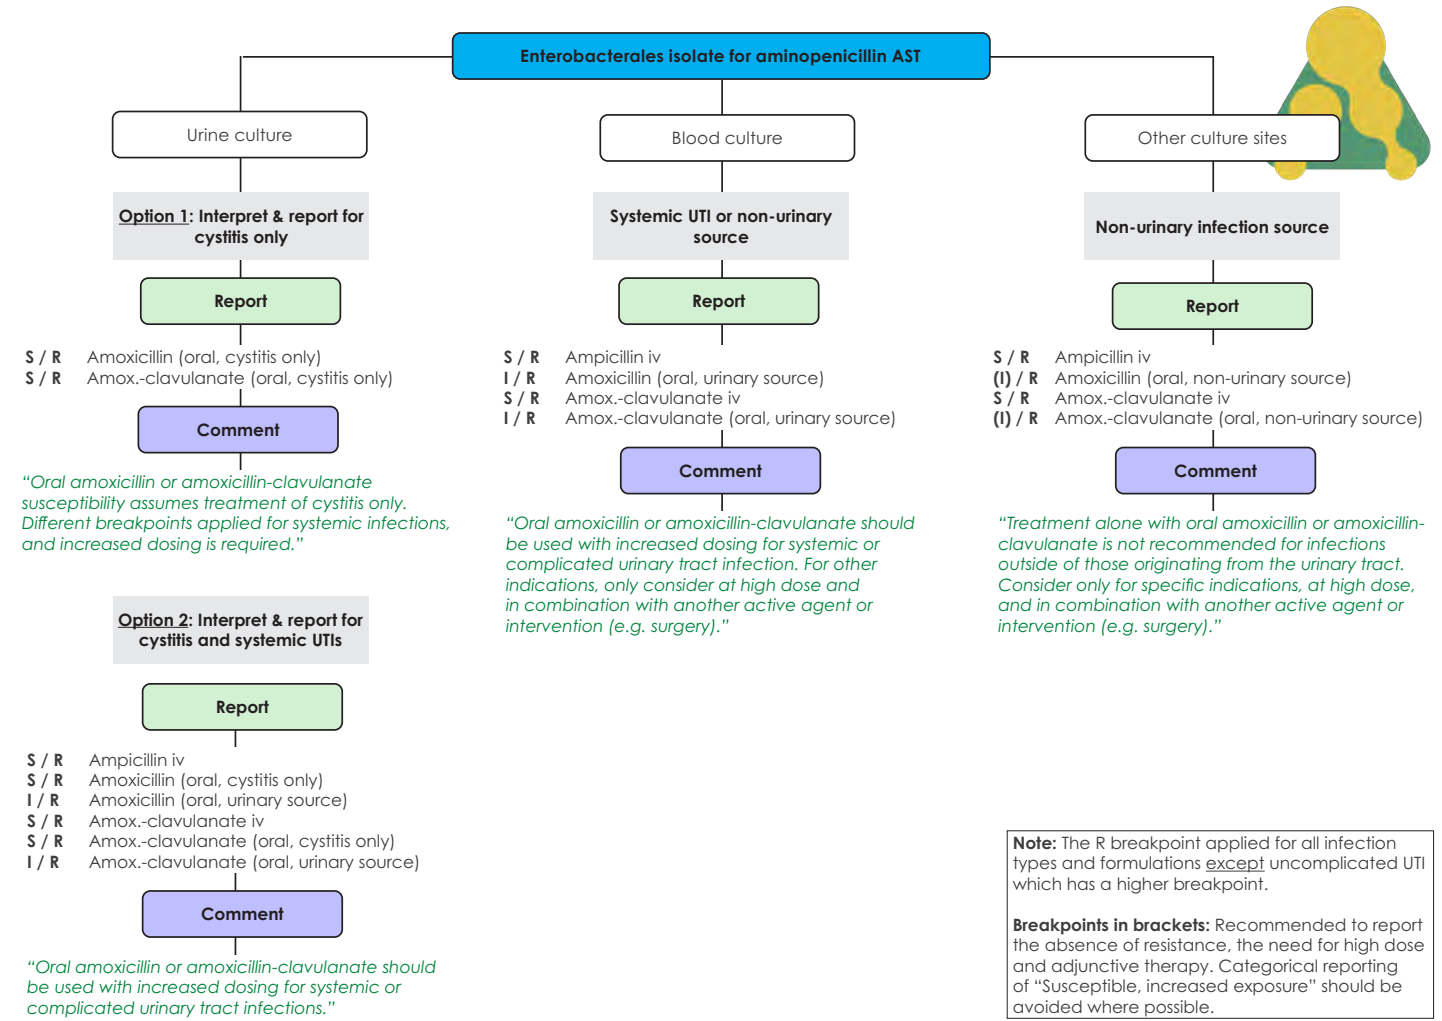 Enterobacterales isolate for aminopenicillin AST
Urine culture
Option 1: Interpret & report for
cystitis only
Report
S / R Amoxicillin (oral, cystitis only)
S / R Amox.-clavulanate (oral, cystitis only)
Comment
“Oral amoxicillin or amoxicillin-clavulanate
susceptibility assumes treatment of cystitis only.
Different breakpoints applied for systemic infections,
and increased dosing is required.”
Option 2: Interpret & report for
cystitis and systemic UTIs
Report
S / R Ampicillin iv
S / R Amoxicillin (oral, cystitis only)
I / R Amoxicillin (oral, urinary source)
S / R Amox.-clavulanate iv
S / R Amox.-clavulanate (oral, cystitis only)
I / R Amox.-clavulanate (oral, urinary source)
Comment
“Oral amoxicillin or amoxicillin-clavulanate should
be used with increased dosing for systemic or
complicated urinary tract infections.”
Blood culture
Systemic UTI or non-urinary
source
Report
S / R Ampicillin iv
I / R Amoxicillin (oral, urinary source)
S / R Amox.-clavulanate iv
I / R Amox.-clavulanate (oral, urinary source)
Comment
“Oral amoxicillin or amoxicillin-clavulanate should
be used with increased dosing for systemic or
complicated urinary tract infection. For other
indications, only consider at high dose and
in combination with another active agent or
intervention (e.g. surgery).”
Other culture sites
Non-urinary infection source
Report
S / R Ampicillin iv
(I) / R Amoxicillin (oral, non-urinary source)
S / R Amox.-clavulanate iv
(I) / R Amox.-clavulanate (oral, non-urinary source)
Comment
“Treatment alone with oral amoxicillin or amoxicillin-
clavulanate is not recommended for infections
outside of those originating from the urinary tract.
Consider only for specific indications, at high dose,
and in combination with another active agent or
intervention (e.g. surgery).”
Note: The R breakpoint applied for all infection
types and formulations except uncomplicated UTI
which has a higher breakpoint.
Breakpoints in brackets: Recommended to report
the absence of resistance, the need for high dose
and adjunctive therapy. Categorical reporting
of “Susceptible, increased exposure” should be
avoided where possible.